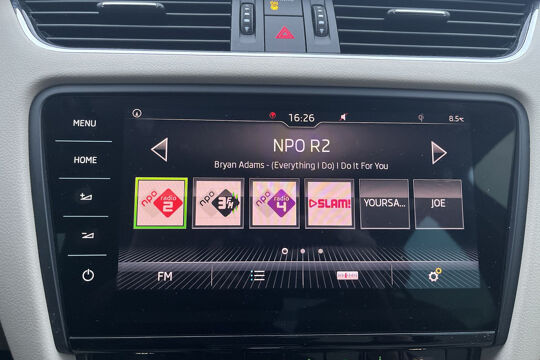 MENU
HOME
16:26
8.5°C
NPO R2
Bryan Adams - (Everything I Do) I Do It For You
npo radio 2
npo 3FM
npo radio 4
SLAM!
YOURSA...
JOE
FM